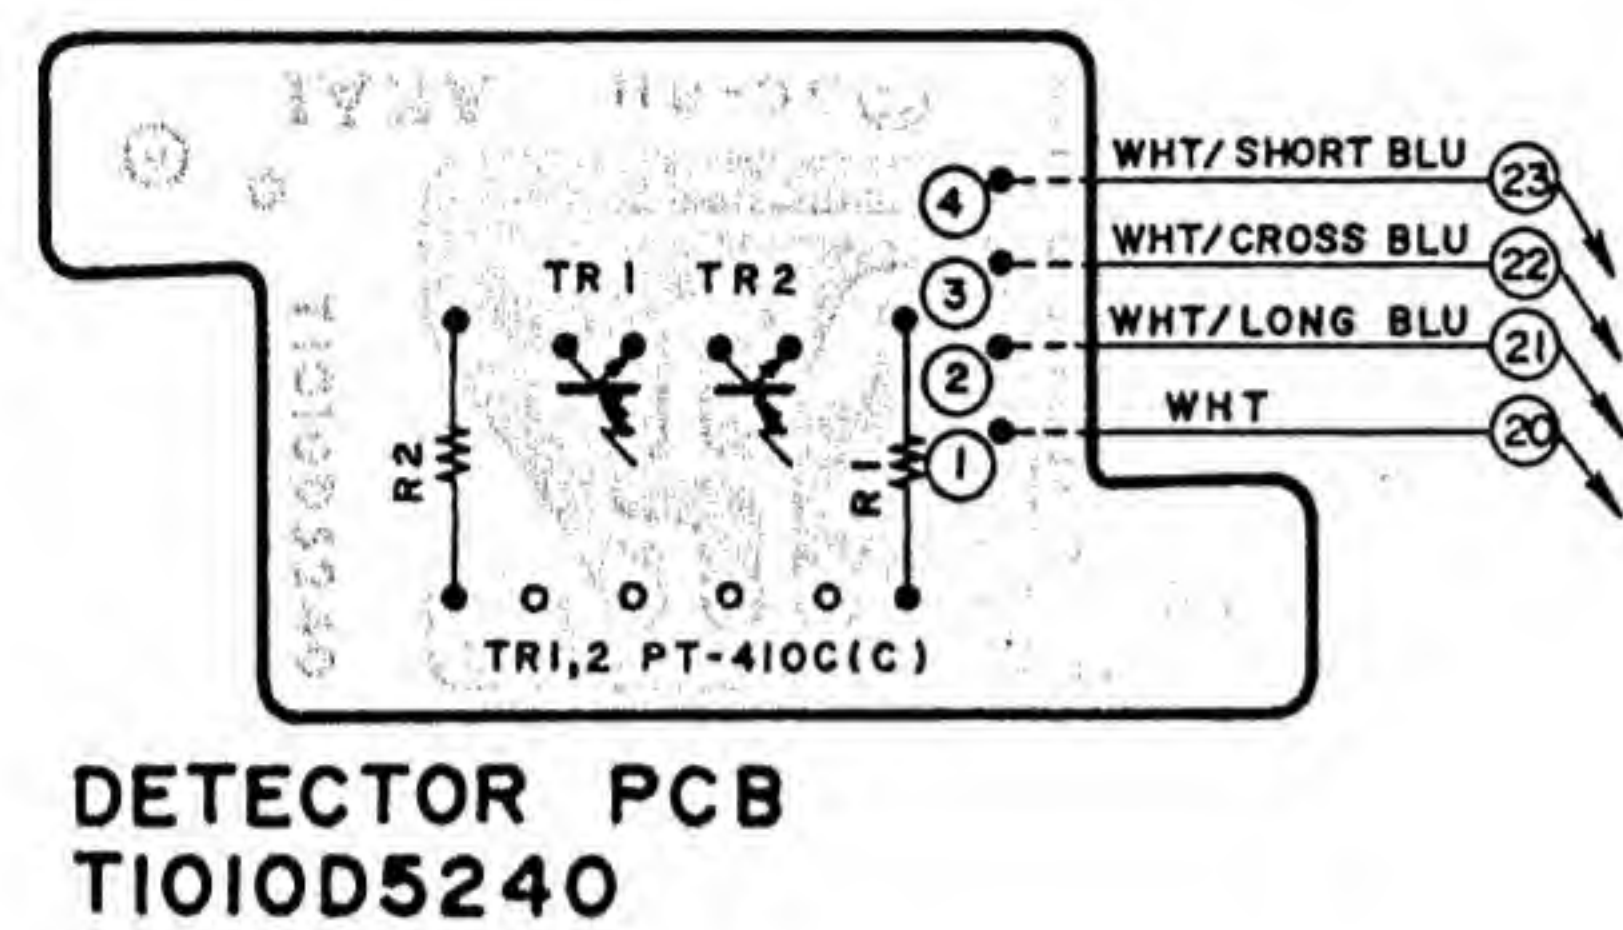 WHT/SHORT BLU 23
4
WHT/CROSS BLU 22
3
WHT/LONG BLU 21
2
WHT 20
1
TR1 TR2
R2
R1
TR1,2 PT-410C(C)
DETECTOR PCB
T1010D5240